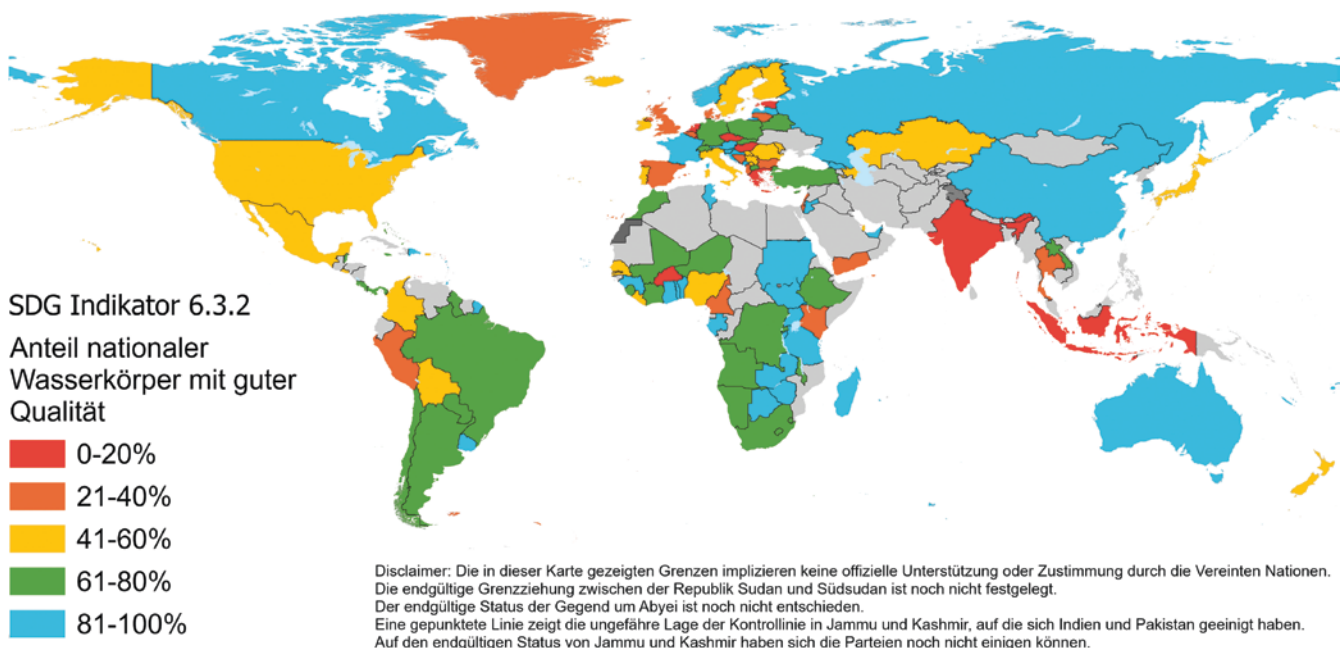 SDG Indikator 6.3.2
Anteil nationaler
Wasserkörper mit guter
Qualität
0-20%
21-40%
41-60%
61-80%
81-100%
Disclaimer: Die in dieser Karte gezeigten Grenzen implizieren keine offizielle Unterstützung oder Zustimmung durch die Vereinten Nationen.
Die endgültige Grenzziehung zwischen der Republik Sudan und Südsudan ist noch nicht festgelegt.
Der endgültige Status der Gegend um Abyei ist noch nicht entschieden.
Eine gepunktete Linie zeigt die ungefähre Lage der Kontrollinie in Jammu und Kashmir, auf die sich Indien und Pakistan geeinigt haben.
Auf den endgültigen Status von Jammu und Kashmir haben sich die Parteien noch nicht einigen können.